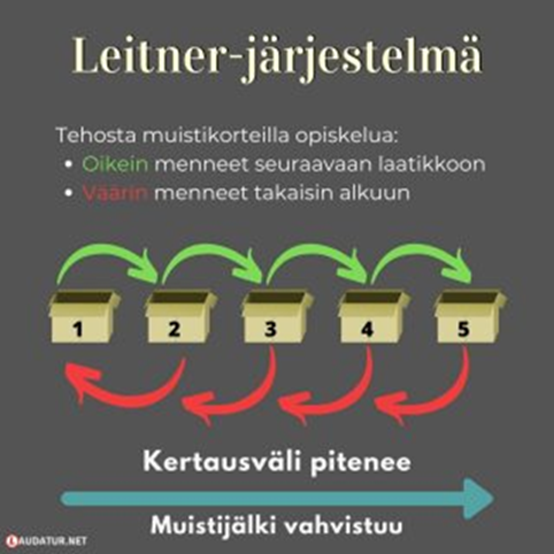 Leitner-järjestelmä
Tehosta muistikorteilla opiskelua:
• Oikein menneet seuraavaan laatikkoon
• Väärin menneet takaisin alkuun
1 2 3 4 5
Kertausväli pitenee
Muistijälki vahvistuu
LAUDATUR.NET